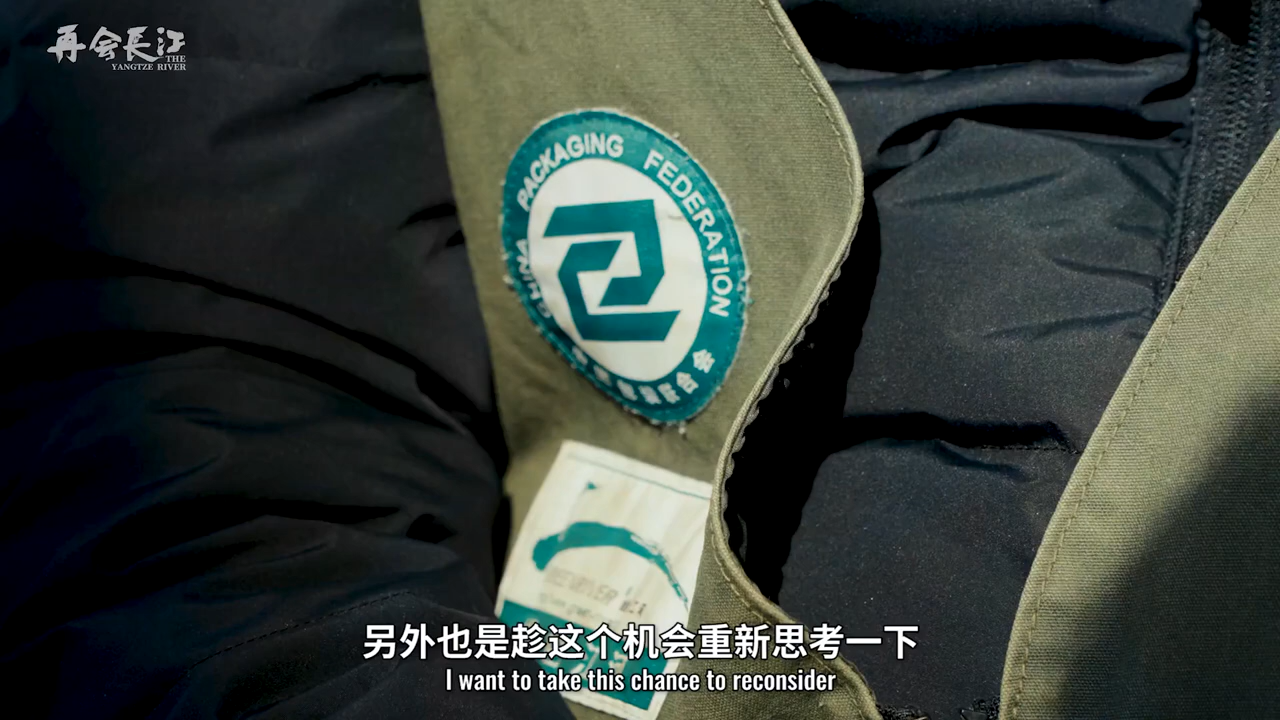 再会長江
THE
YANGTZE RIVER
CHINA PACKAGING FEDERATION
另外也是趁这个机会重新思考一下
I want to take this chance to reconsider